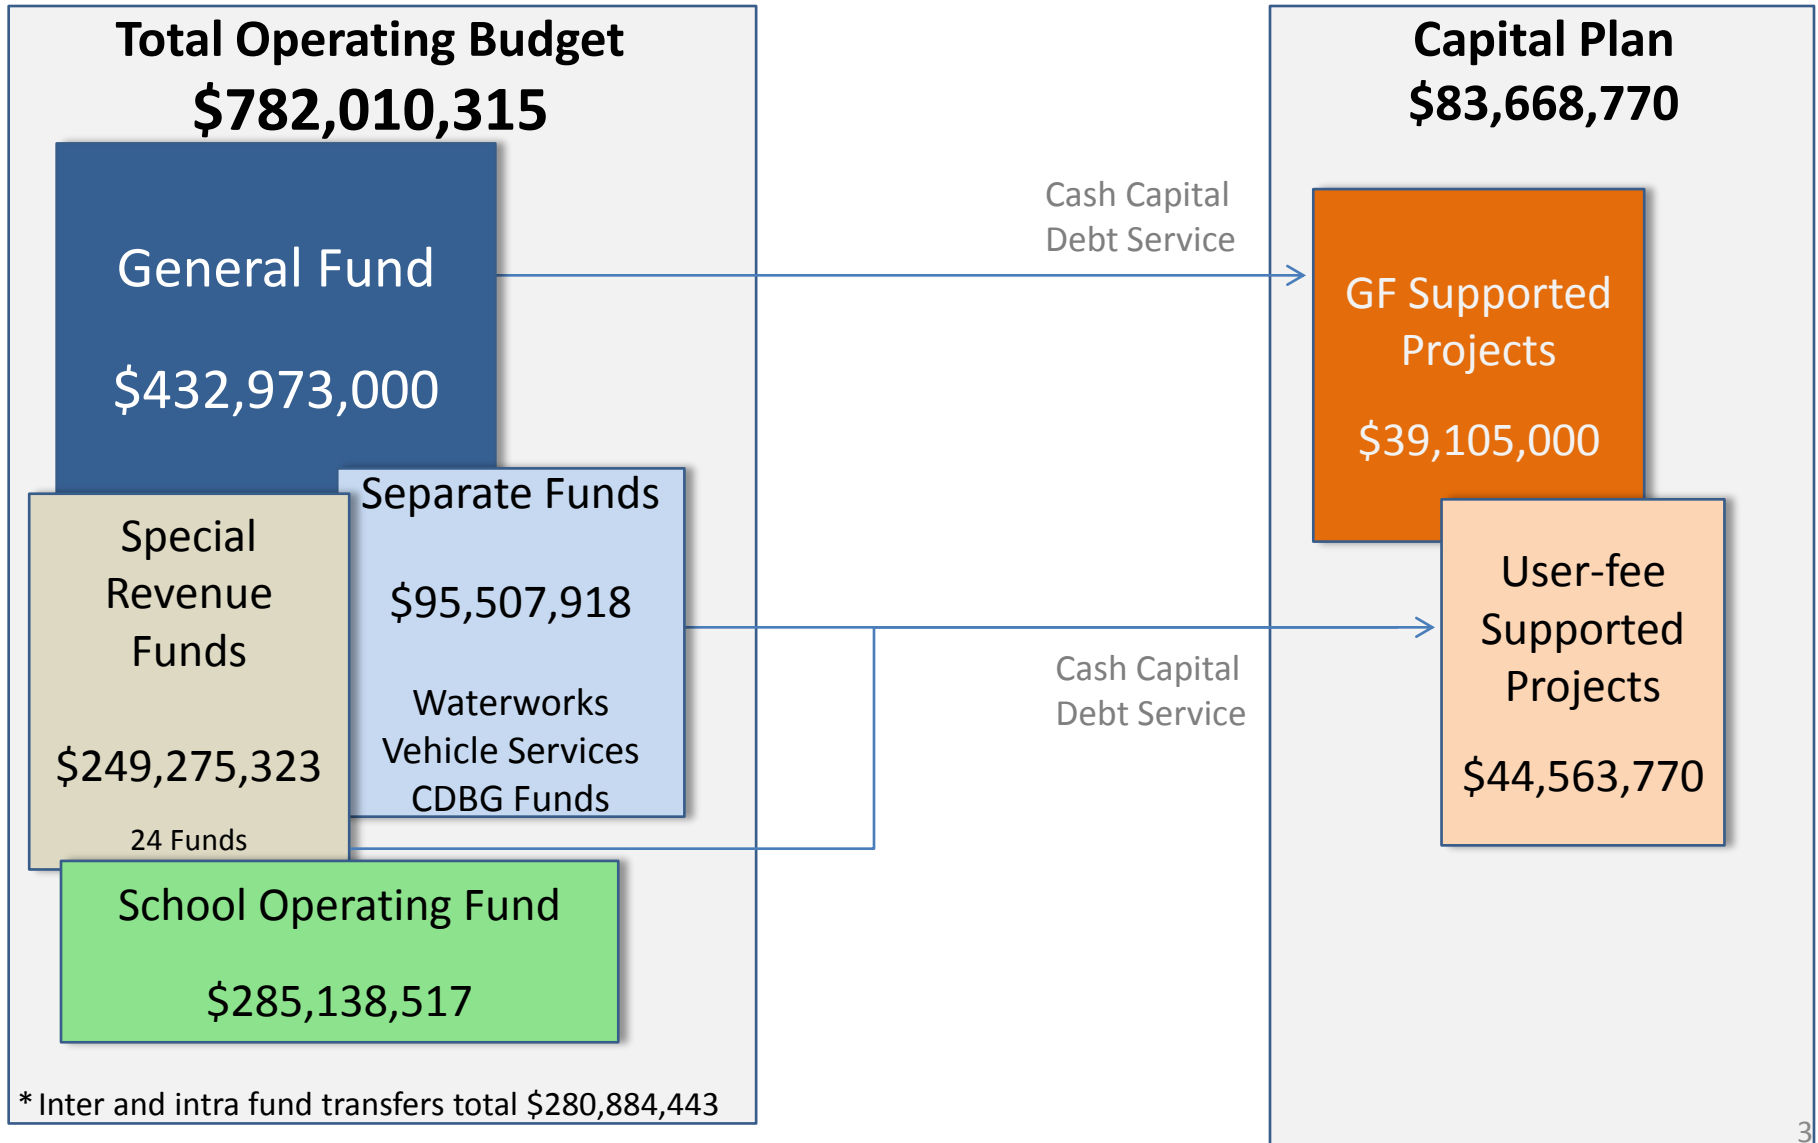 Total Operating Budget
$782,010,315
General Fund
$432,973,000
Separate Funds
$95,507,918
Waterworks
Vehicle Services
CDBG Funds
Special
Revenue
Funds
$249,275,323
24 Funds
School Operating Fund
$285,138,517
* Inter and intra fund transfers total $280,884,443
Cash Capital
Debt Service
Cash Capital
Debt Service
Capital Plan
$83,668,770
GF Supported
Projects
$39,105,000
User-fee
Supported
Projects
$44,563,770
3